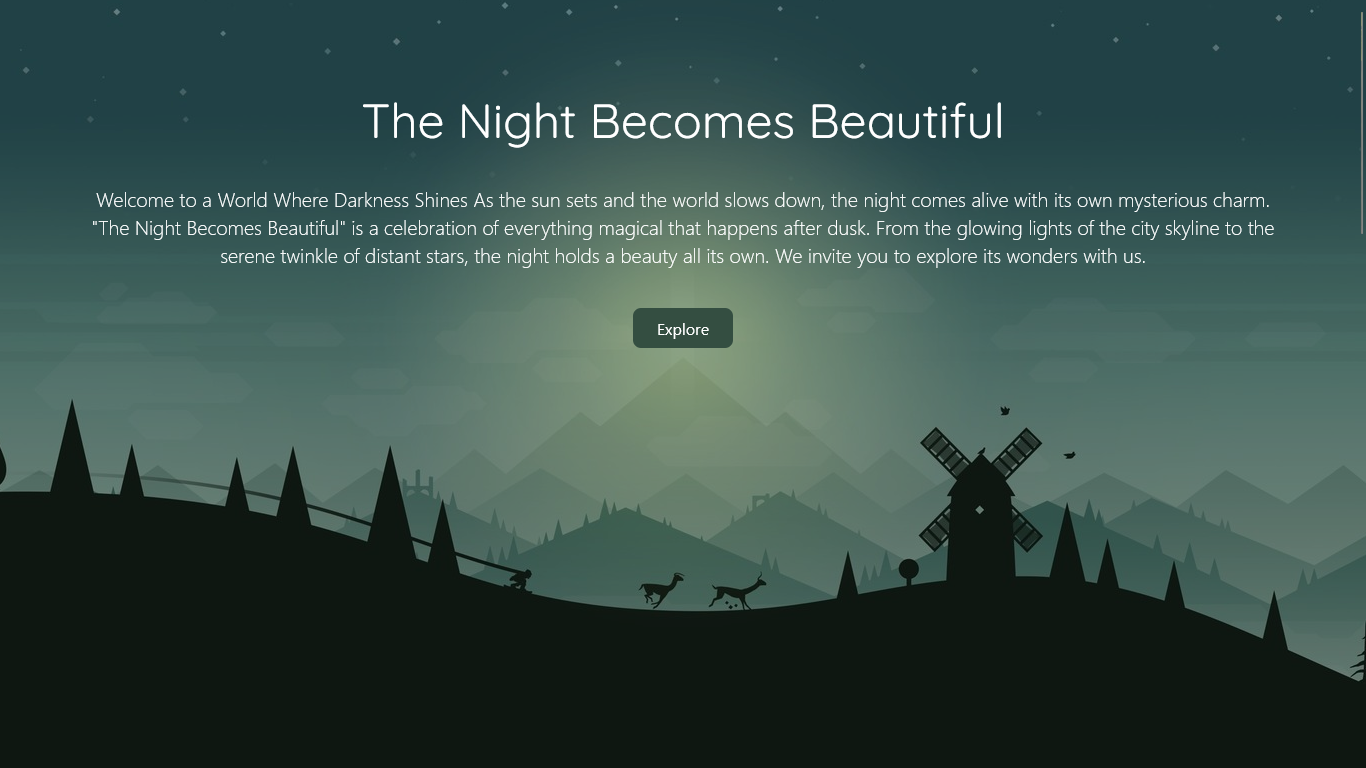 The Night Becomes Beautiful
Welcome to a World Where Darkness Shines As the sun sets and the world slows down, the night comes alive with its own mysterious charm.
"The Night Becomes Beautiful" is a celebration of everything magical that happens after dusk. From the glowing lights of the city skyline to the
serene twinkle of distant stars, the night holds a beauty all its own. We invite you to explore its wonders with us.
Explore